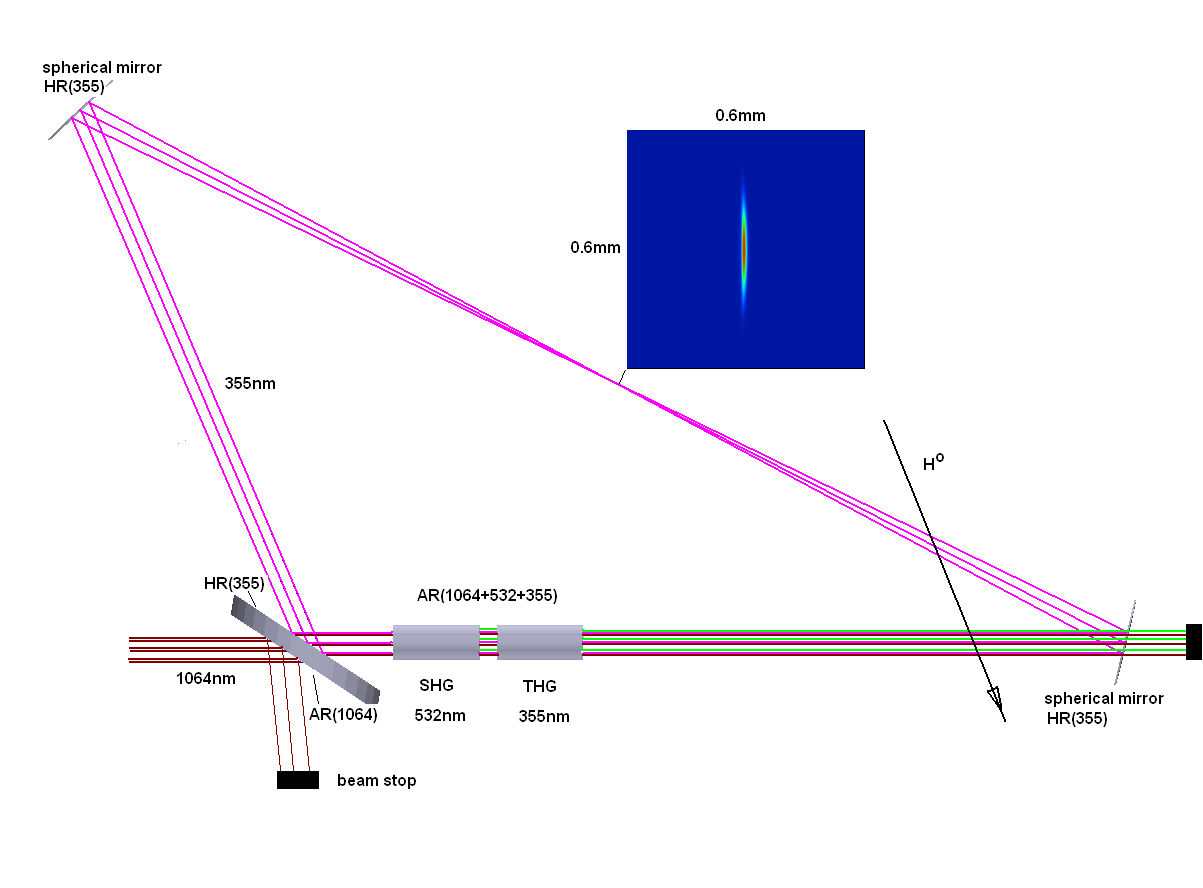 spherical mirror
HR(355)
0.6mm
0.6mm
355nm
H⁰
HR(355)
AR(1064+532+355)
1064nm
SHG
THG
532nm
355nm
AR(1064)
spherical mirror
HR(355)
beam stop